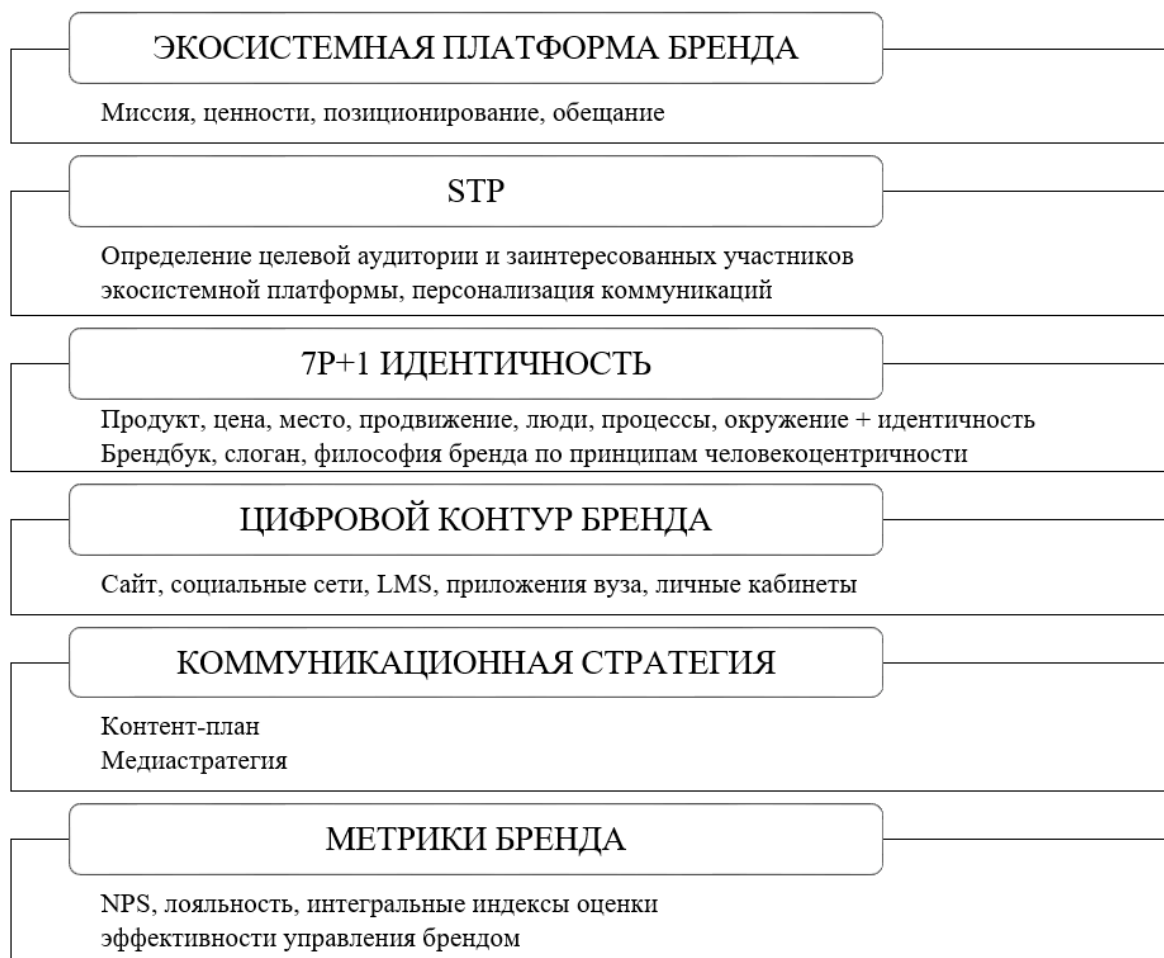 ЭКОСИСТЕМНАЯ ПЛАТФОРМА БРЕНДА
Миссия, ценности, позиционирование, обещание
STP
Определение целевой аудитории и заинтересованных участников
экосистемной платформы, персонализация коммуникаций
7P+1 ИДЕНТИЧНОСТЬ
Продукт, цена, место, продвижение, люди, процессы, окружение + идентичность
Брендбук, слоган, философия бренда по принципам человекоцентричности
ЦИФРОВОЙ КОНТУР БРЕНДА
Сайт, социальные сети, LMS, приложения вуза, личные кабинеты
КОММУНИКАЦИОННАЯ СТРАТЕГИЯ
Контент-план
Медиастратегия
МЕТРИКИ БРЕНДА
NPS, лояльность, интегральные индексы оценки
эффективности управления брендом